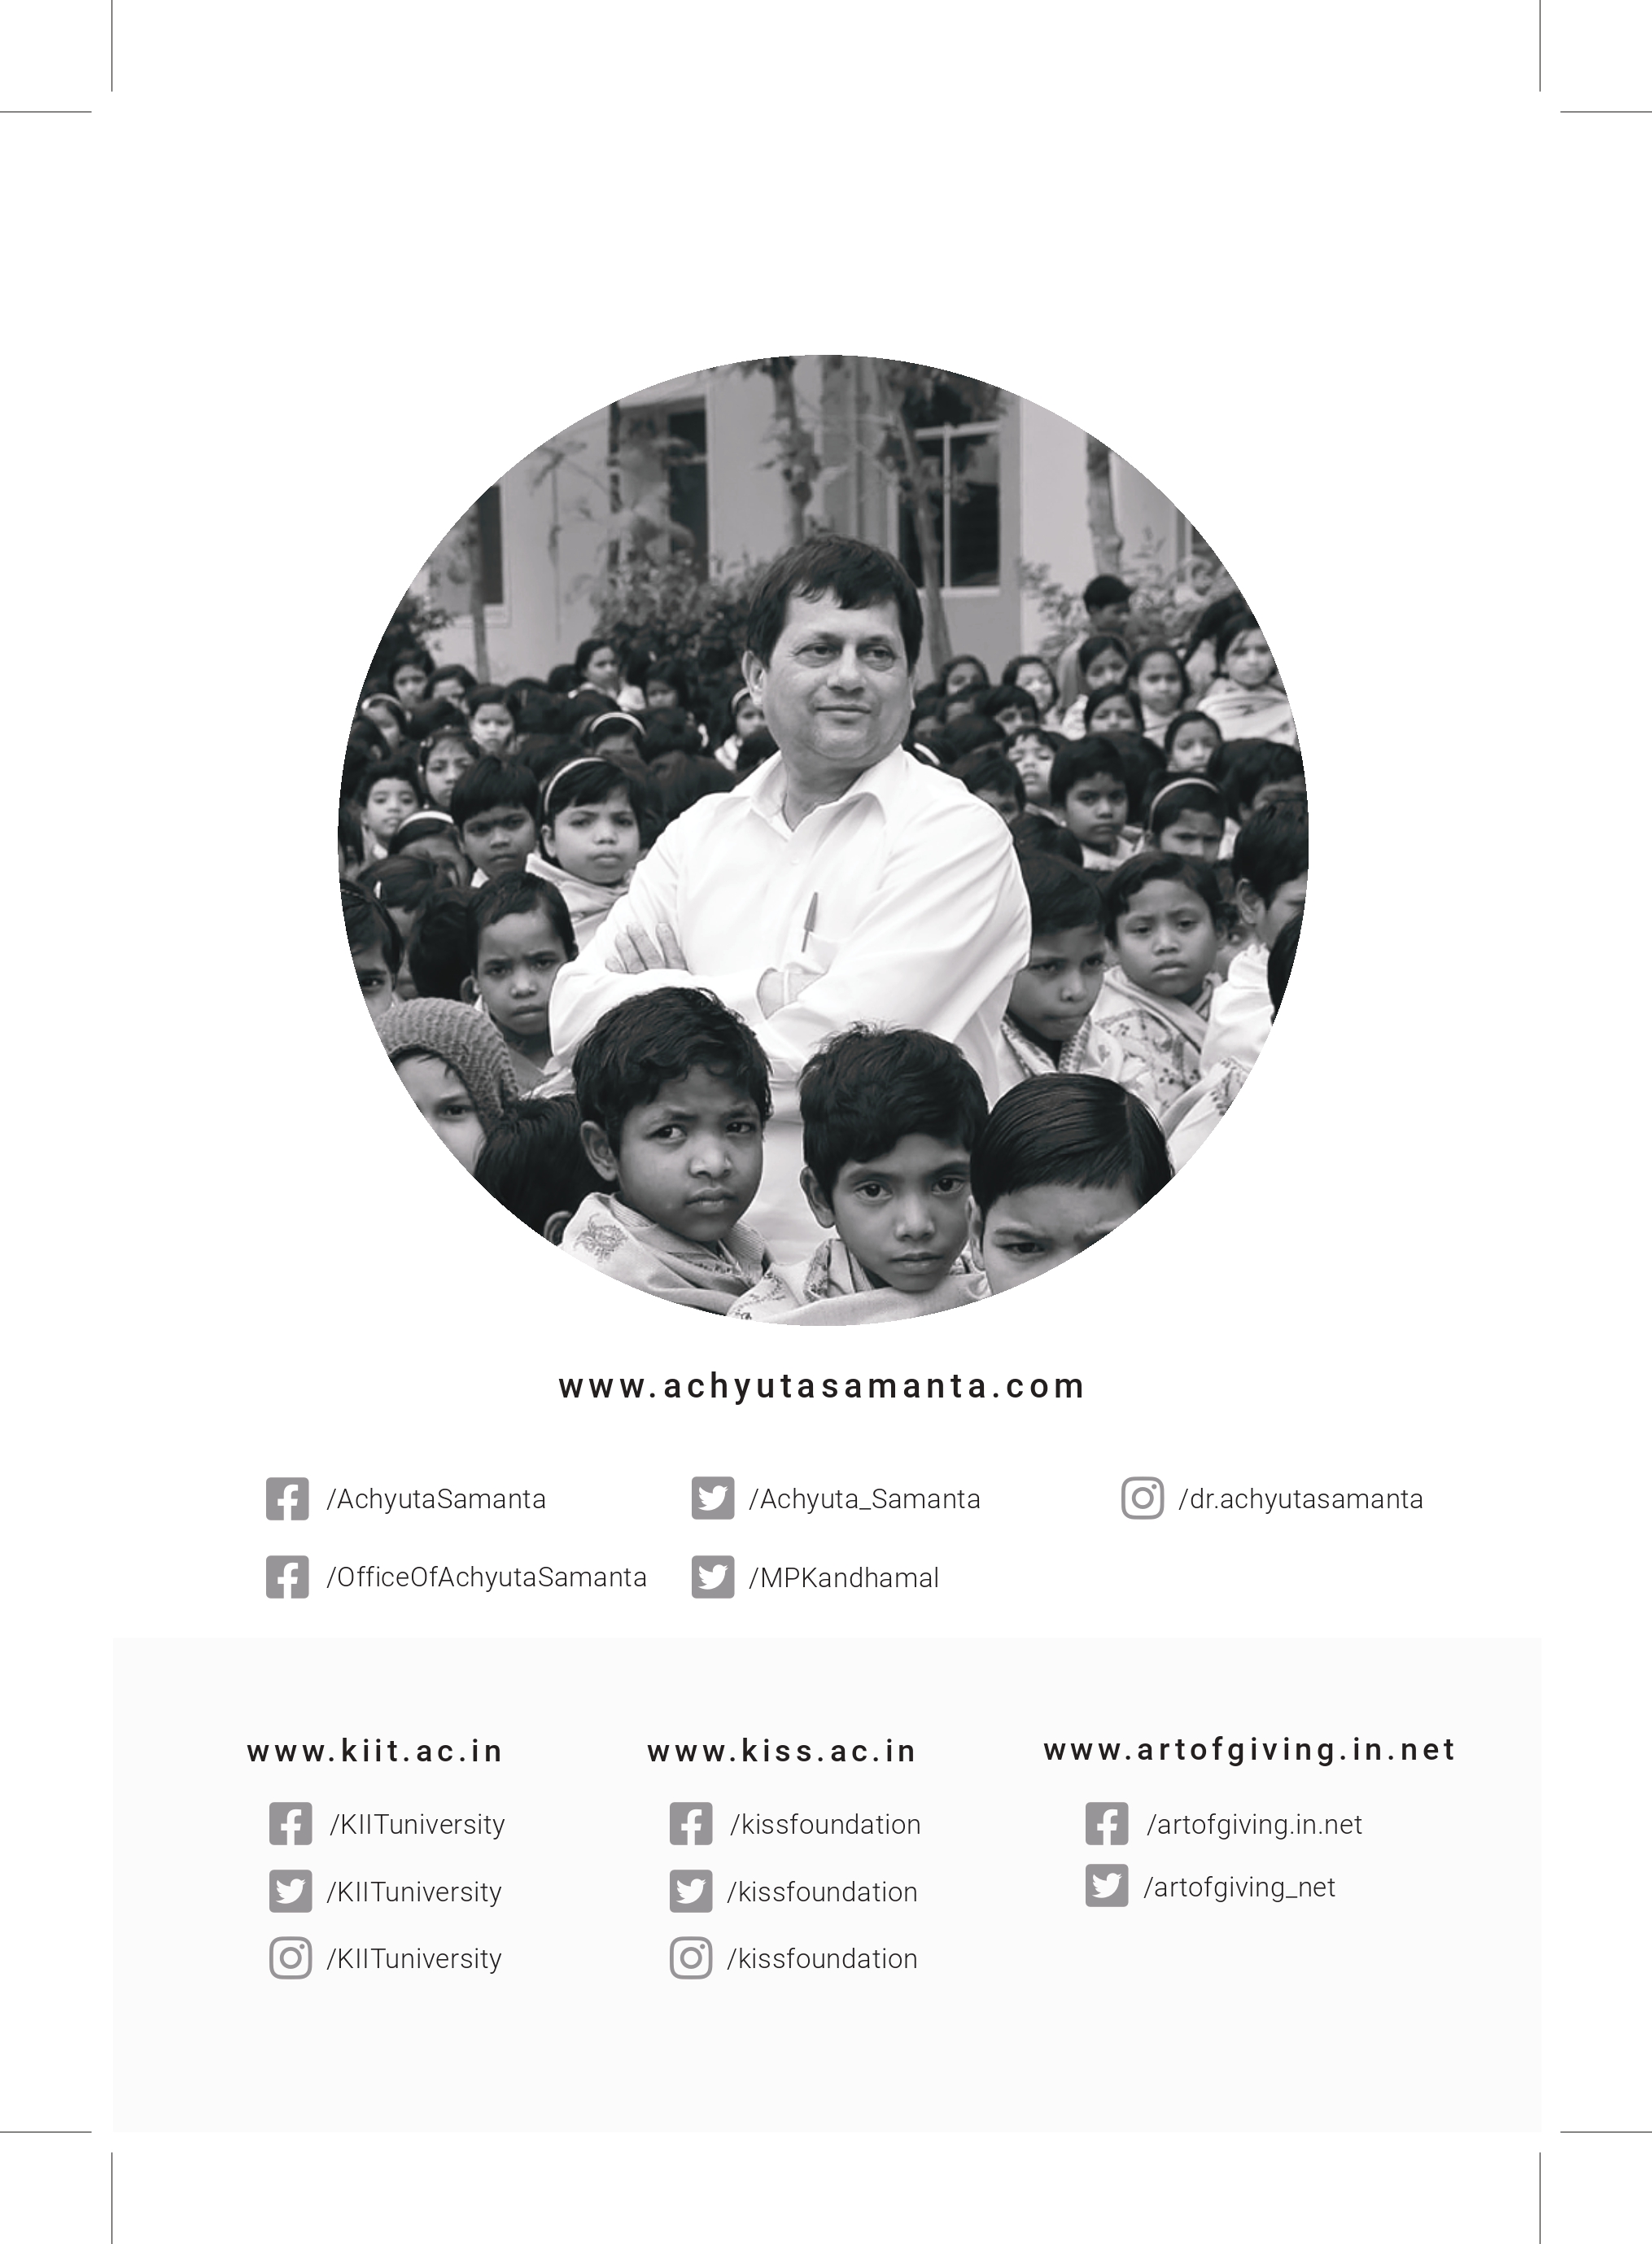 www.achyutasamanta.com
/AchyutaSamanta /Achyuta_Samanta /dr.achyutasamanta
/OfficeOfAchyutaSamanta /MPKandhamal
www.kiit.ac.in www.kiss.ac.in www.artofgiving.in.net
/KIITuniversity /kissfoundation /artofgiving.in.net
/KIITuniversity /kissfoundation /artofgiving_net
/KIITuniversity /kissfoundation